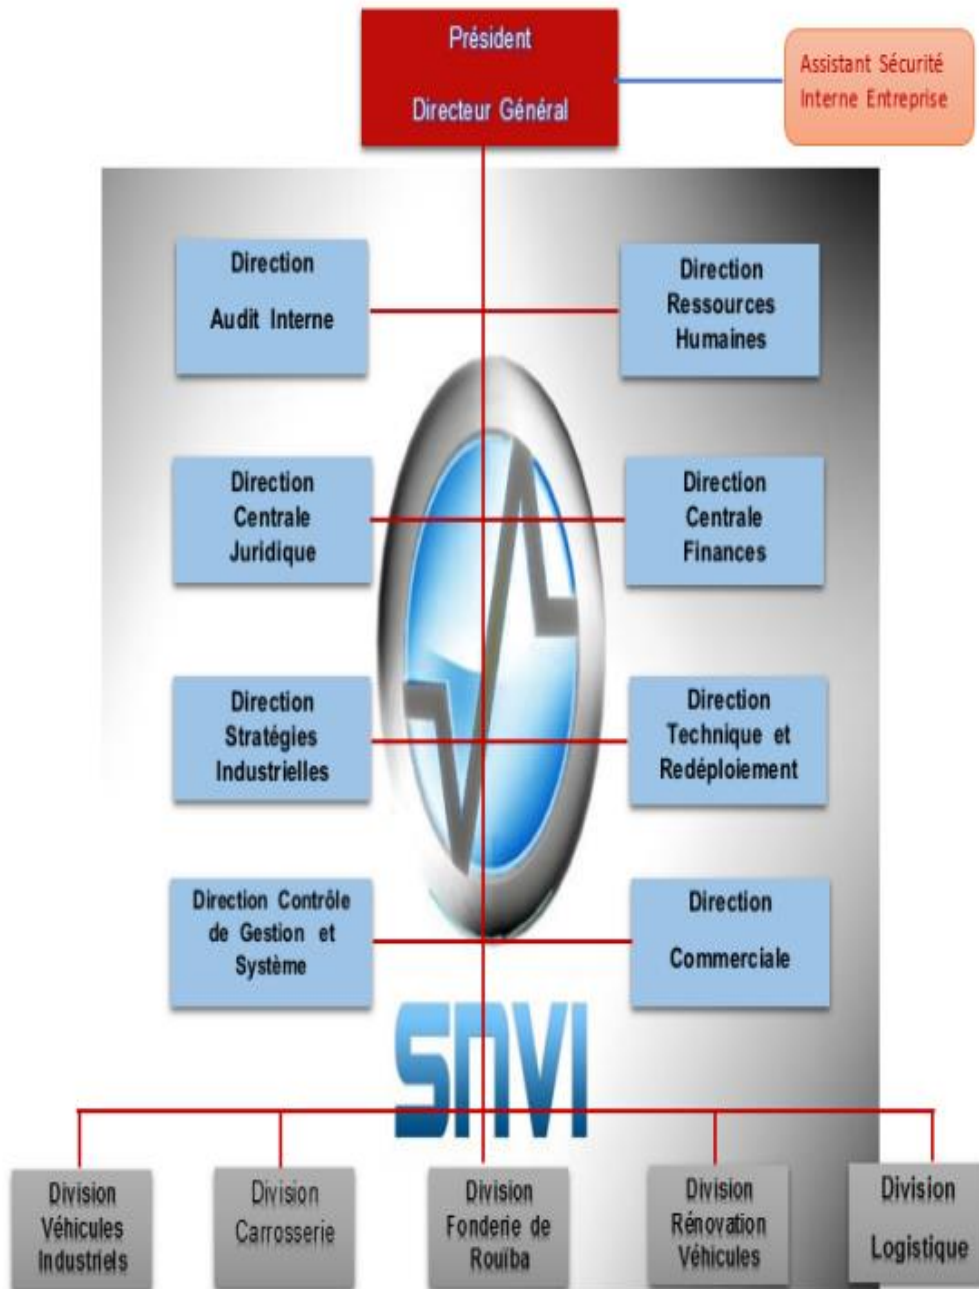 Président
Directeur Général
Assistant Sécurité
Interne Entreprise
Direction
Audit Interne
Direction
Ressources
Humaines
Direction
Centrale
Juridique
Direction
Centrale
Finances
Direction
Stratégies
Industrielles
Direction
Technique et
Redéploiement
Direction Contrôle
de Gestion et
Système
Direction
Commerciale
SNVI
Division
Véhicules
Industriels
Division
Carrosserie
Division
Fonderie de
Rouïba
Division
Rénovation
Véhicules
Division
Logistique